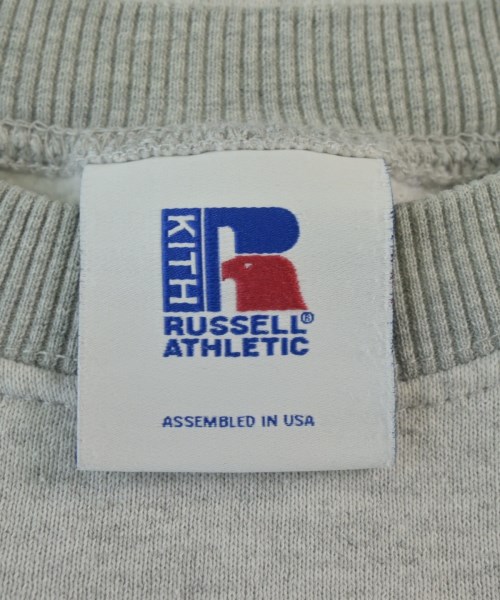 KITH
RUSSELL
ATHLETIC
ASSEMBLED IN USA